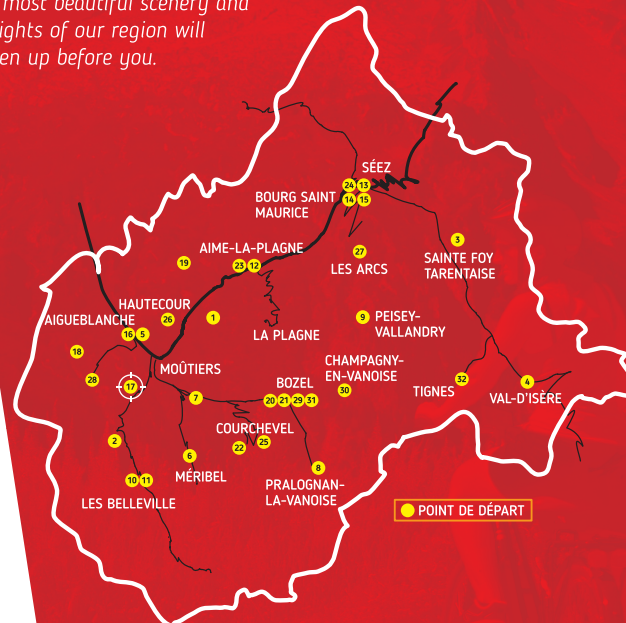 most beautiful scenery and
ights of our region will
en up before you.
SÉEZ
24 13
BOURG SAINT
MAURICE
14 15
3
SAINTE FOY
TARENTAISE
27
LES ARCS
19
AIME-LA-PLAGNE
23 12
HAUTECOUR
26
1
9
PEISEY-
VALLANDRY
AIGUEBLANCHE
16 5
LA PLAGNE
18
MOÛTIERS
28
17
7
CHAMPAGNY-
EN-VANOISE
30
BOZEL
20 21 29 31
TIGNES
32
4
VAL-D'ISÈRE
COURCHEVEL
22
25
2
6
MÉRIBEL
10 11
LES BELLEVILLE
8
PRALOGNAN-
LA-VANOISE
POINT DE DÉPART